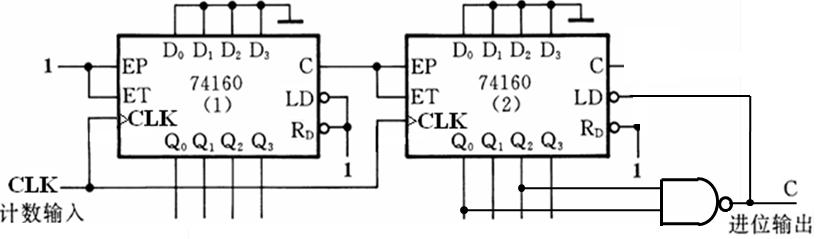 D₀ D₁ D₂ D₃
D₀ D₁ D₂ D₃
1
EP
C
EP
C
74160
74160
ET
(1)
LD
ET
(2)
LD
CLK
R_D
CLK
R_D
Q₀ Q₁ Q₂ Q₃
Q₀ Q₁ Q₂ Q₃
1
1
CLK
C
计数输入
进位输出